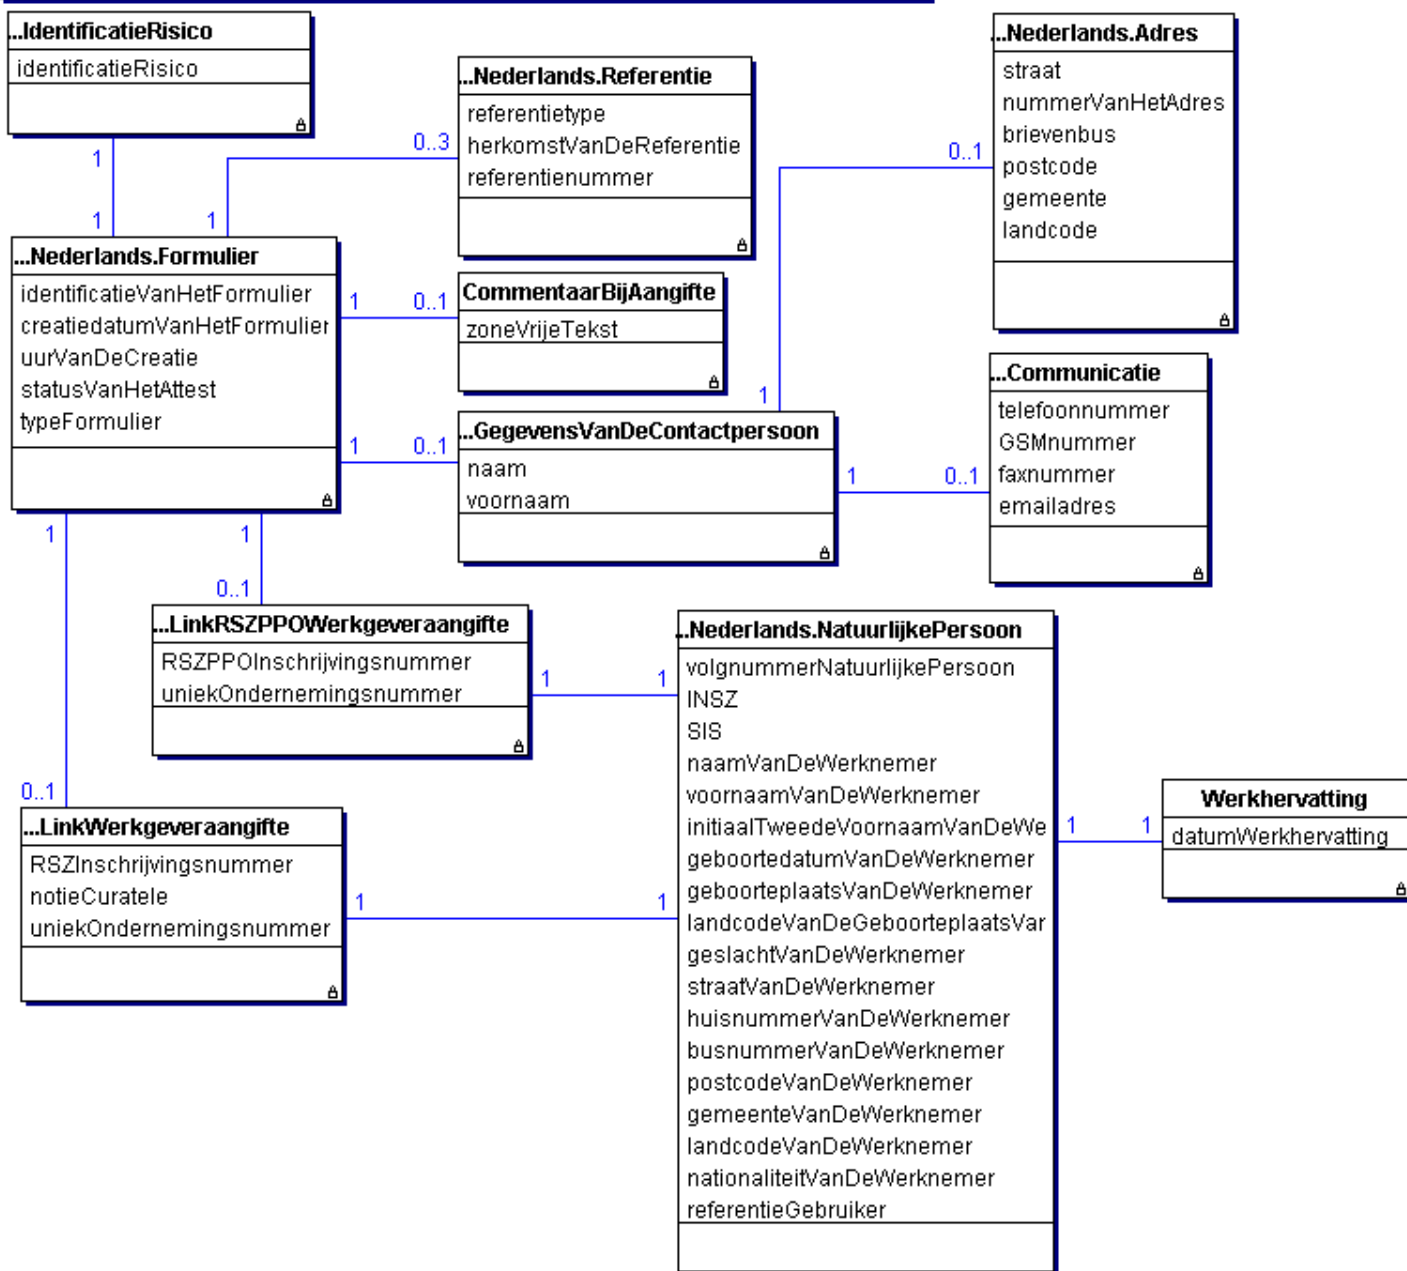 ...IdentificatieRisico
identificatieRisico
1
1
...Nederlands.Referentie
referentietype
herkomstVanDeReferentie
referentienummer
0..3
1
...Nederlands.Adres
straat
nummerVanHetAdres
brievenbus
postcode
gemeente
landcode
0..1
1
...Nederlands.Formulier
identificatieVanHetFormulier
creatiedatumVanHetFormulier
uurVanDeCreatie
statusVanHetAttest
typeFormulier
1
0..1
CommentaarBijAangifte
zoneVrijeTekst
1
0..1
...GegevensVanDeContactpersoon
naam
voornaam
1
0..1
...Communicatie
telefoonnummer
GSMnummer
faxnummer
emailadres
1
1
0..1
...LinkRSZPPOWerkgeveraangifte
RSZPPOInschrijvingsnummer
uniekOndernemingsnummer
1
1
...Nederlands.NatuurlijkePersoon
volgnummerNatuurlijkePersoon
INSZ
SIS
naamVanDeWerknemer
voornaamVanDeWerknemer
initiaalTweedeVoornaamVanDeWe
geboortedatumVanDeWerknemer
geboorteplaatsVanDeWerknemer
landcodeVanDeGeboorteplaatsVar
geslachtVanDeWerknemer
straatVanDeWerknemer
huisnummerVanDeWerknemer
busnummerVanDeWerknemer
postcodeVanDeWerknemer
gemeenteVanDeWerknemer
landcodeVanDeWerknemer
nationaliteitVanDeWerknemer
referentieGebruiker
1
1
Werkhervatting
datumWerkhervatting
0..1
...LinkWerkgeveraangifte
RSZInschrijvingsnummer
notieCuratele
uniekOndernemingsnummer
1
1